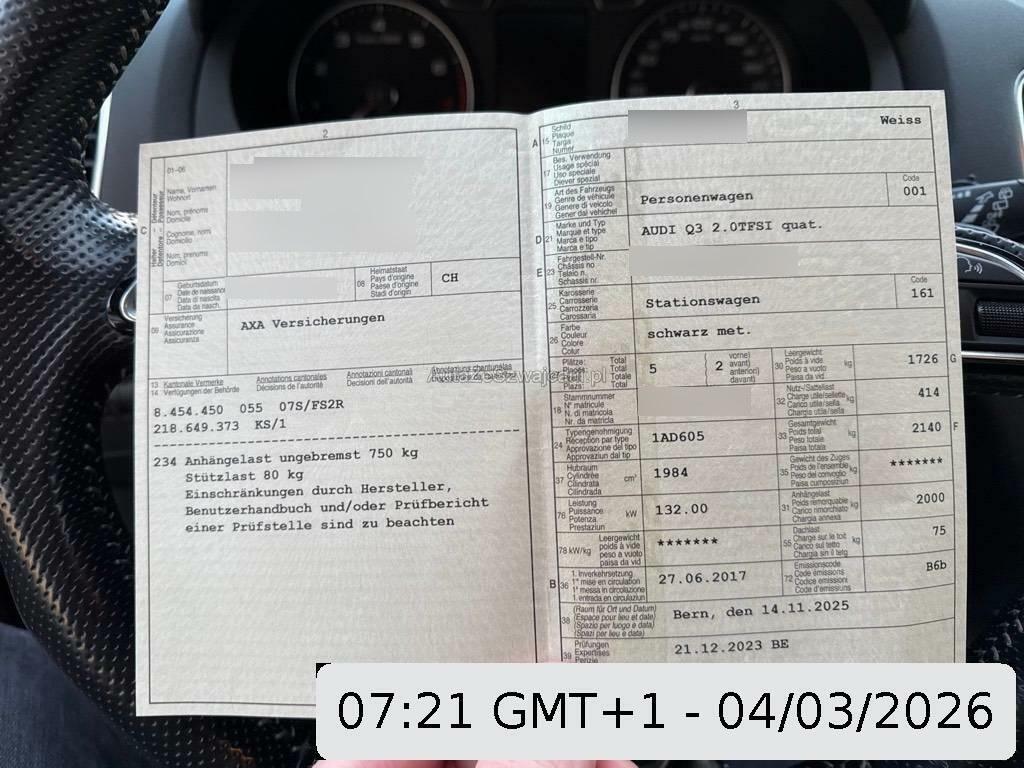 2
01-06
Name, Vornamen
Wohnort
Nom, prénoms
Domicile
Cognome, nomi
Domicilio
Num, prenums
Domicil
C
07
Geburtsdatum
Date de naissance
Data di nascita
Data da nasch.
08
Heimatstaat
Pays d'origine
Paese d'origine
Stadi d'origin
CH
09
Versicherung
Assurance
Assicurazione
Assicuranza
AXA Versicherungen
13 Kantonale Vermerke Annotations cantonales Annotazioni cantonali Annotaziuns chantunalas
14 Verfügungen der Behörde Décisions de l'autorité Decisioni dell'autorità
8.454.450 055 07S/FS2R
218.649.373 KS/1
234 Anhängelast ungebremst 750 kg
Stützlast 80 kg
Einschränkungen durch Hersteller,
Benutzerhandbuch und/oder Prüfbericht
einer Prüfstelle sind zu beachten
3
A 15
Schild
Plaque
Targa
Numer
Weiss
17
Bes. Verwendung
Usage spécial
Uso speciale
Diever spezial
19
Art des Fahrzeugs
Genre de véhicule
Genere di veicolo
Gener dal vehichel
Personenwagen
Code
001
D 21
Marke und Typ
Marque et type
Marca e tipo
Marca e tip
AUDI Q3 2.0TFSI quat.
E 23
Fahrgestell-Nr.
Châssis no
Telaio n.
Schassis nr.
25
Karosserie
Carrosserie
Carrozzeria
Carossaria
Stationswagen
Code
161
26
Farbe
Couleur
Colore
Colur
schwarz met.
27
Plätze: Total
Places: Total
Totale
Plazs: Total
5
2
vorne)
avant)
anteriori)
davant)
30
Leergewicht
Poids à vide
Peso a vuoto
Paisa da vid
kg
1726
G
18
Stammnummer
N° matricule
N. di matricola
Nr. da matricla
32
Nutz-/Sattellast
Charge utile/sellette
Carico utile/sella
Chargia utila/sella
kg
414
24
Typengenehmigung
Réception par type
Approvazione del tipo
Approvaziun dal tip
1AD605
33
Gesamtgewicht
Poids total
Peso totale
Paisa totala
kg
2140
F
37
Hubraum
Cylindrée
Cilindrata
Cilindrada
cm³
1984
35
Gewicht des Zuges
Poids de l'ensemble
Peso del convoglio
Paisa cumposiziun
kg
*******
76
Leistung
Puissance
Potenza
Prestaziun
kW
132.00
31
Anhängelast
Poids remorquable
Carico rimorchiato
Chargia annexa
kg
2000
78 kW/kg
Leergewicht
poids à vide
peso a vuoto
paisa da vid
*******
55
Dachlast
Charge sur le toit
Carico sul tetto
Chargia sin il tetg
kg
75
B 36
1. Inverkehrsetzung
1re mise en circulation
1a messa in circolazione
1. entrada en circulaziun
27.06.2017
72
Emissionscode
Code émissions
Codice emissioni
Code d'emissiuns
B6b
38
(Raum für Ort und Datum)
(Espace pour lieu et date)
(Spazio per luogo e data)
(Spazi per lieu e data)
Bern, den 14.11.2025
39
Prüfungen
Expertises
Perizie
21.12.2023 BE
07:21 GMT+1 - 04/03/2026